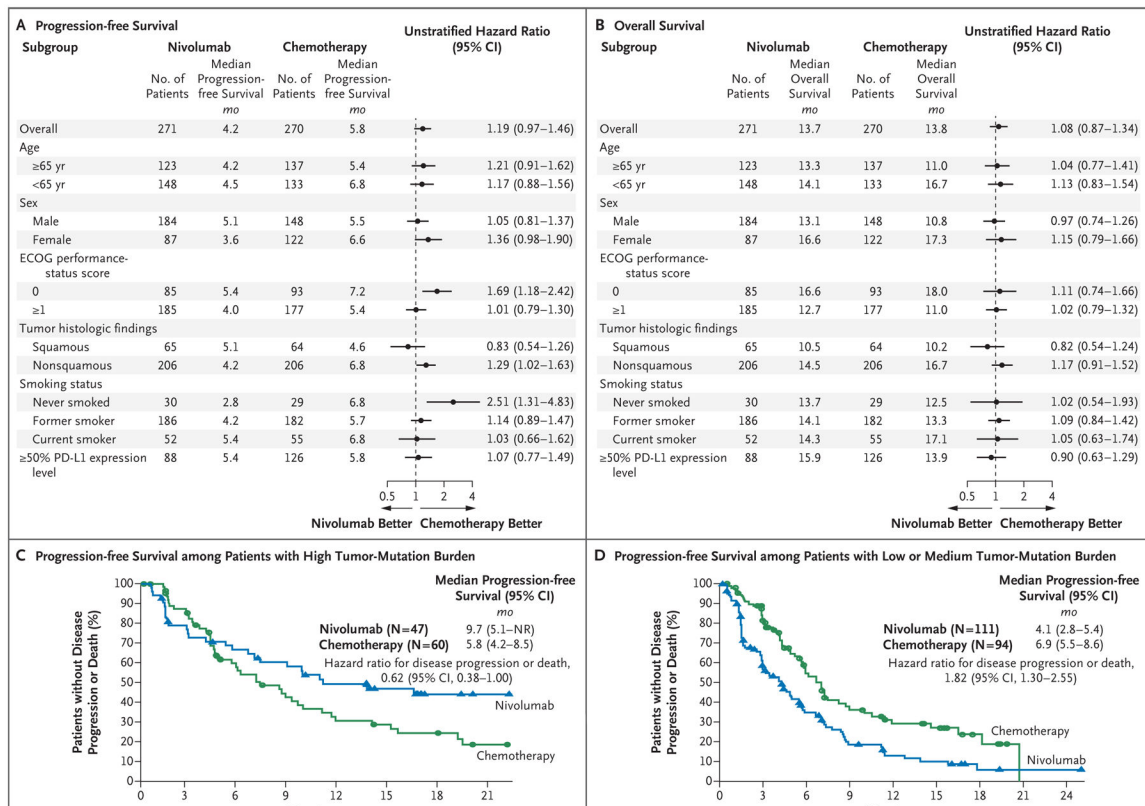 A Progression-free Survival
Subgroup Nivolumab Chemotherapy Unstratified Hazard Ratio (95% CI)
No. of Patients Median Progression-free Survival No. of Patients Median Progression-free Survival
mo mo
Overall 271 4.2 270 5.8 1.19 (0.97–1.46)
Age
≥65 yr 123 4.2 137 5.4 1.21 (0.91–1.62)
<65 yr 148 4.5 133 6.8 1.17 (0.88–1.56)
Sex
Male 184 5.1 148 5.5 1.05 (0.81–1.37)
Female 87 3.6 122 6.6 1.36 (0.98–1.90)
ECOG performance-
status score
0 85 5.4 93 7.2 1.69 (1.18–2.42)
≥1 185 4.0 177 5.4 1.01 (0.79–1.30)
Tumor histologic findings
Squamous 65 5.1 64 4.6 0.83 (0.54–1.26)
Nonsquamous 206 4.2 206 6.8 1.29 (1.02–1.63)
Smoking status
Never smoked 30 2.8 29 6.8 2.51 (1.31–4.83)
Former smoker 186 4.2 182 5.7 1.14 (0.89–1.47)
Current smoker 52 5.4 55 6.8 1.03 (0.66–1.62)
≥50% PD-L1 expression 88 5.4 126 5.8 1.07 (0.77–1.49)
level
0.5 1 2 4
Nivolumab Better Chemotherapy Better
B Overall Survival
Subgroup Nivolumab Chemotherapy Unstratified Hazard Ratio (95% CI)
No. of Patients Median Overall Survival No. of Patients Median Overall Survival
mo mo
Overall 271 13.7 270 13.8 1.08 (0.87–1.34)
Age
≥65 yr 123 13.3 137 11.0 1.04 (0.77–1.41)
<65 yr 148 14.1 133 16.7 1.13 (0.83–1.54)
Sex
Male 184 13.1 148 10.8 0.97 (0.74–1.26)
Female 87 16.6 122 17.3 1.15 (0.79–1.66)
ECOG performance-
status score
0 85 16.6 93 18.0 1.11 (0.74–1.66)
≥1 185 12.7 177 11.0 1.02 (0.79–1.32)
Tumor histologic findings
Squamous 65 10.5 64 10.2 0.82 (0.54–1.24)
Nonsquamous 206 14.5 206 16.7 1.17 (0.91–1.52)
Smoking status
Never smoked 30 13.7 29 12.5 1.02 (0.54–1.93)
Former smoker 186 14.1 182 13.3 1.09 (0.84–1.42)
Current smoker 52 14.3 55 17.1 1.05 (0.63–1.74)
≥50% PD-L1 expression 88 15.9 126 13.9 0.90 (0.63–1.29)
level
0.5 1 2 4
Nivolumab Better Chemotherapy Better
C Progression-free Survival among Patients with High Tumor-Mutation Burden
Patients without Disease
Progression or Death (%)
100
90
80
70
60
50
40
30
20
10
0
Median Progression-free
Survival (95% CI)
mo
Nivolumab (N=47) 9.7 (5.1–NR)
Chemotherapy (N=60) 5.8 (4.2–8.5)
Hazard ratio for disease progression or death,
0.62 (95% CI, 0.38–1.00)
Nivolumab
Chemotherapy
0 3 6 9 12 15 18 21
D Progression-free Survival among Patients with Low or Medium Tumor-Mutation Burden
Patients without Disease
Progression or Death (%)
100
90
80
70
60
50
40
30
20
10
0
Median Progression-free
Survival (95% CI)
mo
Nivolumab (N=111) 4.1 (2.8–5.4)
Chemotherapy (N=94) 6.9 (5.5–8.6)
Hazard ratio for disease progression or death,
1.82 (95% CI, 1.30–2.55)
Chemotherapy
Nivolumab
0 3 6 9 12 15 18 21 24